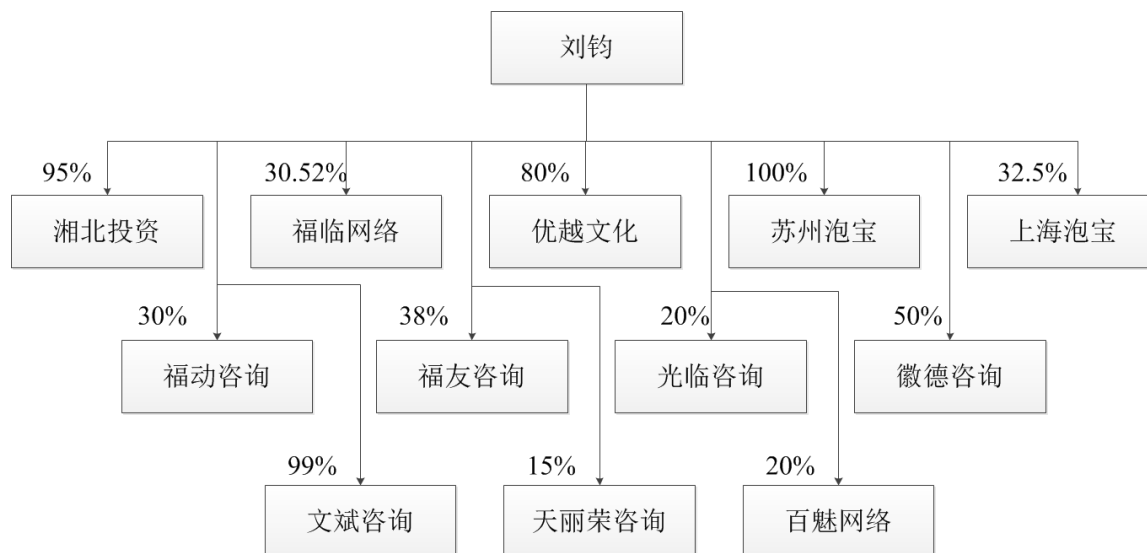 刘钧
95%
30.52%
80%
100%
32.5%
湘北投资
福临网络
优越文化
苏州泡宝
上海泡宝
30%
38%
20%
50%
福动咨询
福友咨询
光临咨询
徽德咨询
99%
15%
20%
文斌咨询
天丽荣咨询
百魅网络